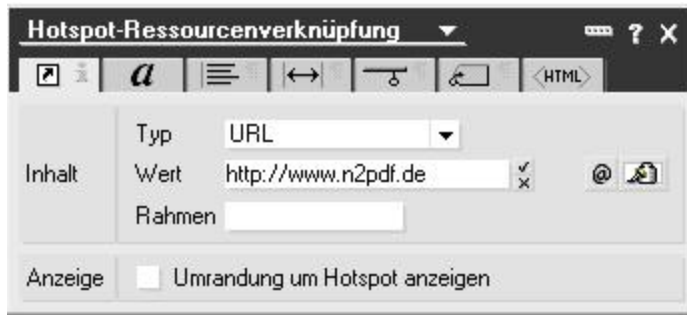 Hotspot-Ressourcenverknüpfung ?
i a <HTML>
Typ URL
Inhalt Wert http://www.n2pdf.de @
Rahmen
Anzeige Umrandung um Hotspot anzeigen